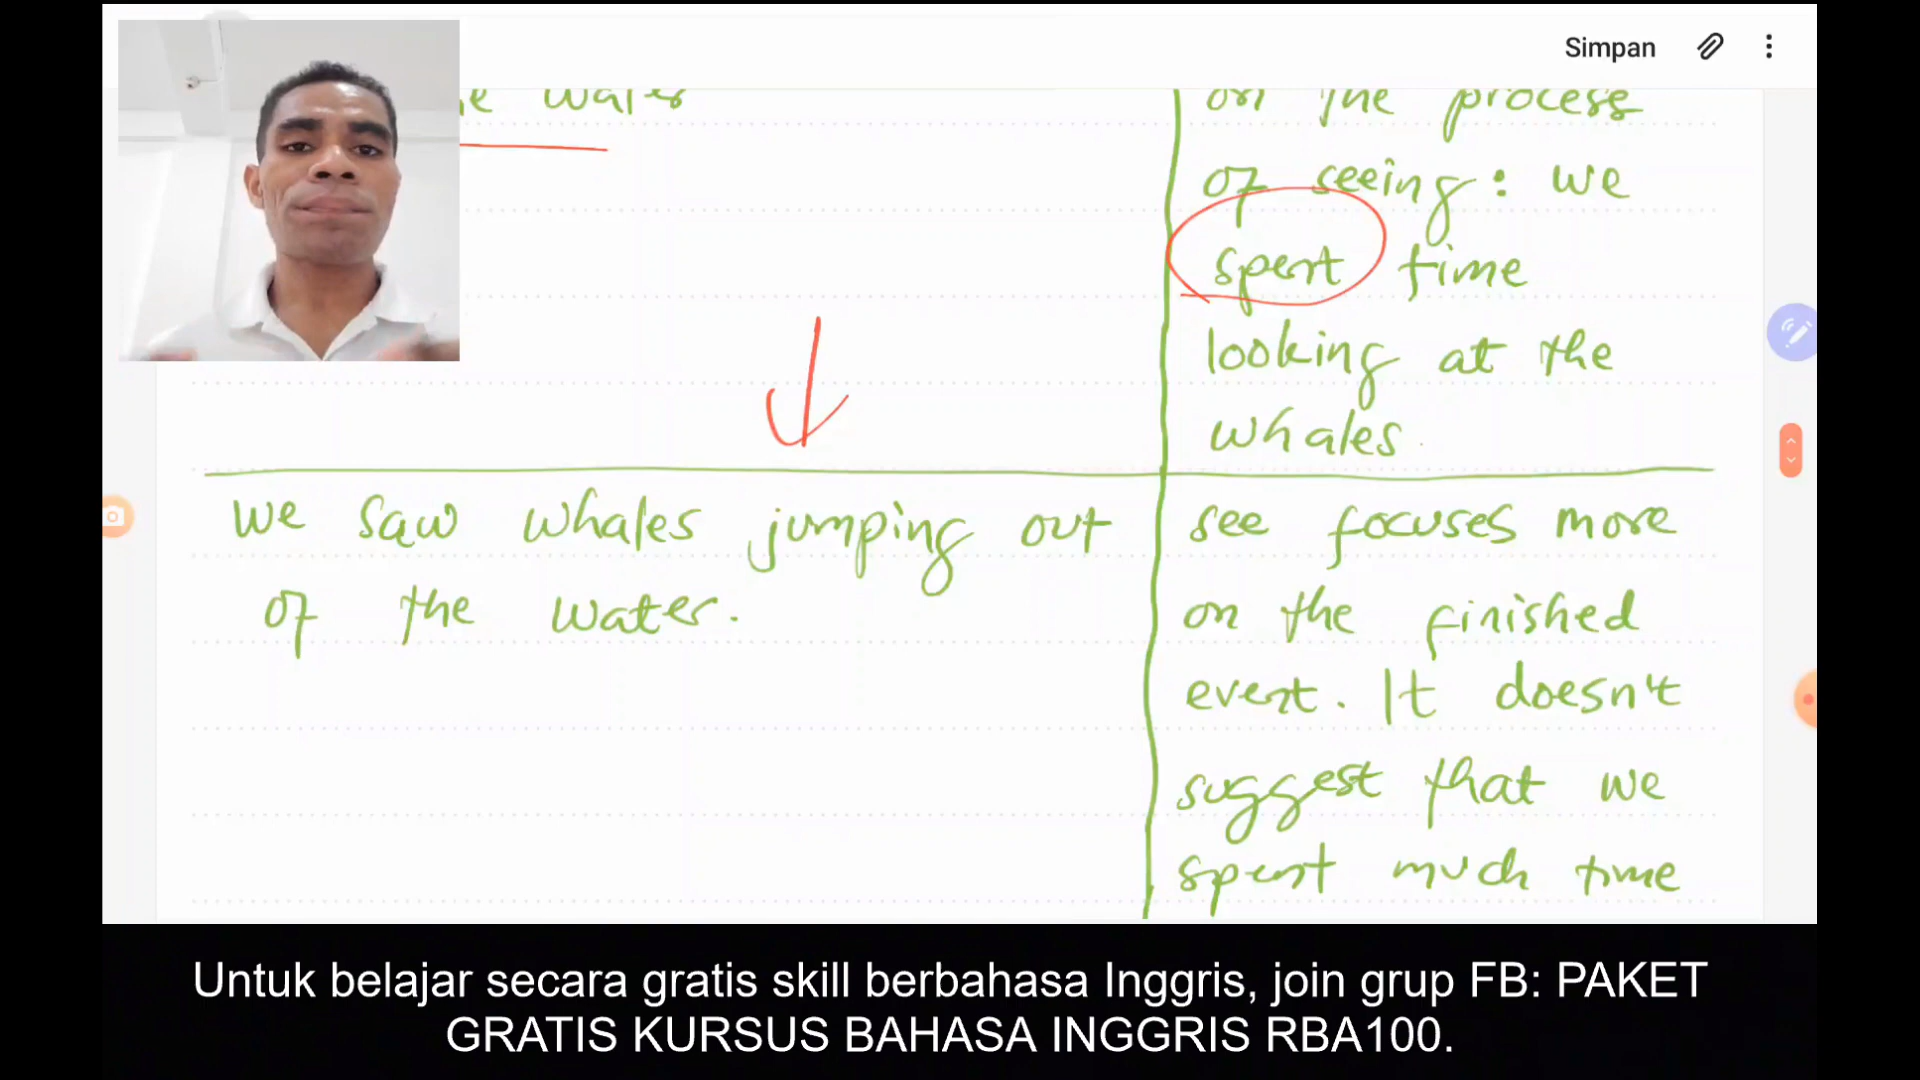 Simpan
water
on the process
of seeing: we
spent time
looking at the
whales.
we saw whales jumping out
of the water.
see focuses more
on the finished
event. It doesn't
suggest that we
spent much time
Untuk belajar secara gratis skill berbahasa Inggris, join grup FB: PAKET
GRATIS KURSUS BAHASA INGGRIS RBA100.